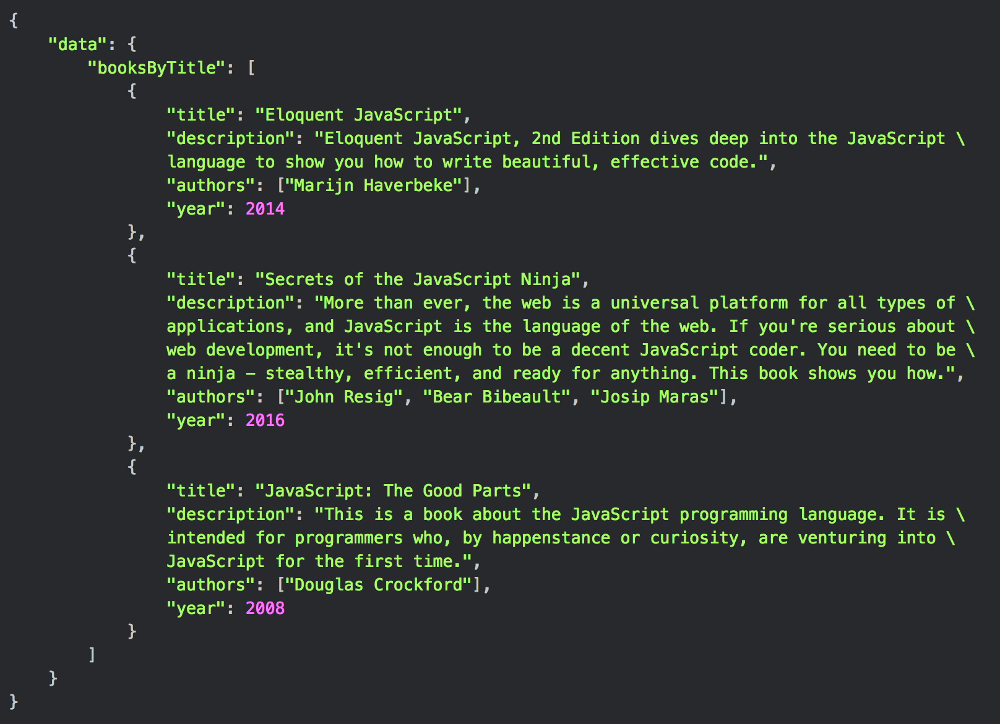 {
    "data": {
        "booksByTitle": [
            {
                "title": "Eloquent JavaScript",
                "description": "Eloquent JavaScript, 2nd Edition dives deep into the JavaScript \
                language to show you how to write beautiful, effective code.",
                "authors": ["Marijn Haverbeke"],
                "year": 2014
            },
            {
                "title": "Secrets of the JavaScript Ninja",
                "description": "More than ever, the web is a universal platform for all types of \
                applications, and JavaScript is the language of the web. If you're serious about \
                web development, it's not enough to be a decent JavaScript coder. You need to be \
                a ninja – stealthy, efficient, and ready for anything. This book shows you how.",
                "authors": ["John Resig", "Bear Bibeault", "Josip Maras"],
                "year": 2016
            },
            {
                "title": "JavaScript: The Good Parts",
                "description": "This is a book about the JavaScript programming language. It is \
                intended for programmers who, by happenstance or curiosity, are venturing into \
                JavaScript for the first time.",
                "authors": ["Douglas Crockford"],
                "year": 2008
            }
        ]
    }
}